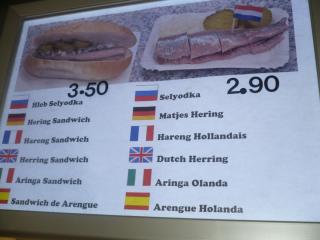 3.50
Hleb Selyodka
Hering Sandwich
Hareng Sandwich
Herring Sandwich
Aringa Sandwich
Sandwich de Arengue
2.90
Selyodka
Matjes Hering
Hareng Hollandais
Dutch Herring
Aringa Olanda
Arengue Holanda